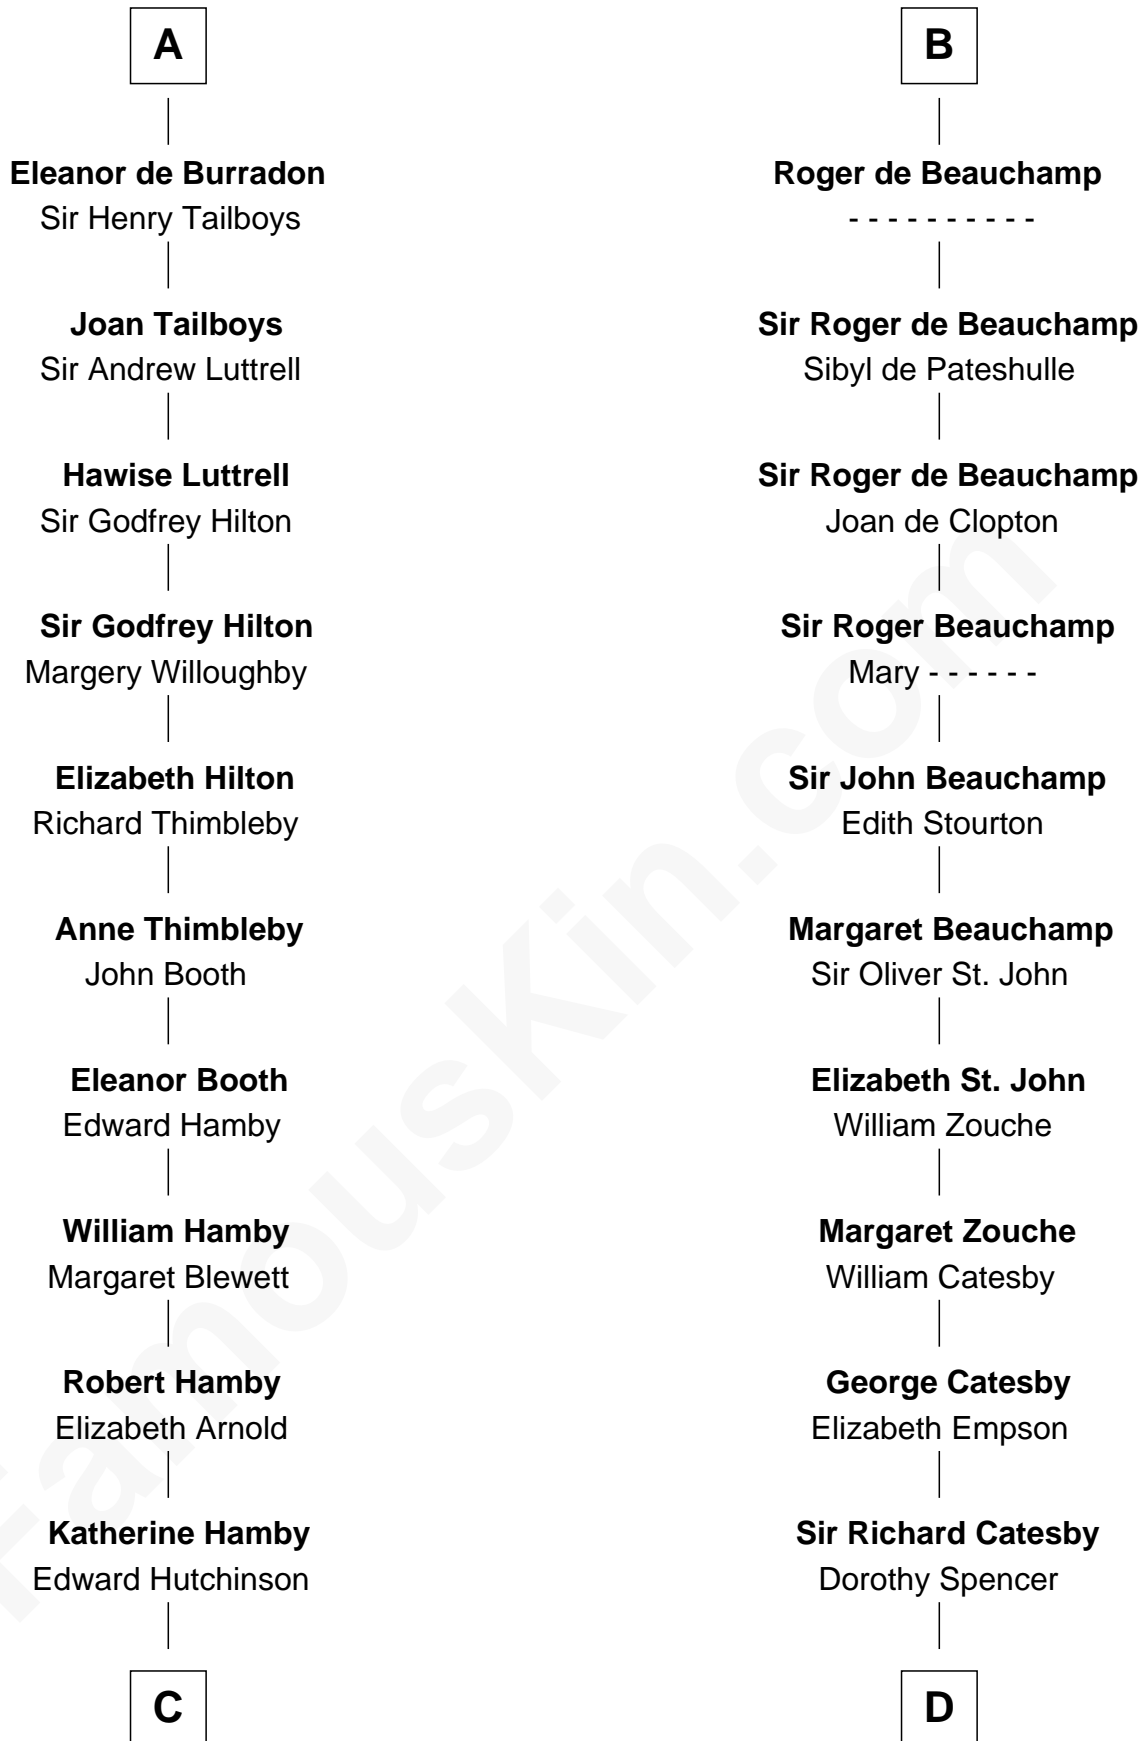 A
Eleanor de Burradon
Sir Henry Tailboys
Joan Tailboys
Sir Andrew Luttrell
Hawise Luttrell
Sir Godfrey Hilton
Sir Godfrey Hilton
Margery Willoughby
Elizabeth Hilton
Richard Thimbleby
Anne Thimbleby
John Booth
Eleanor Booth
Edward Hamby
William Hamby
Margaret Blewett
Robert Hamby
Elizabeth Arnold
Katherine Hamby
Edward Hutchinson
C
B
Roger de Beauchamp
- - - - - - - - - -
Sir Roger de Beauchamp
Sibyl de Pateshulle
Sir Roger de Beauchamp
Joan de Clopton
Sir Roger Beauchamp
Mary - - - - - -
Sir John Beauchamp
Edith Stourton
Margaret Beauchamp
Sir Oliver St. John
Elizabeth St. John
William Zouche
Margaret Zouche
William Catesby
George Catesby
Elizabeth Empson
Sir Richard Catesby
Dorothy Spencer
D
FamousKin.com